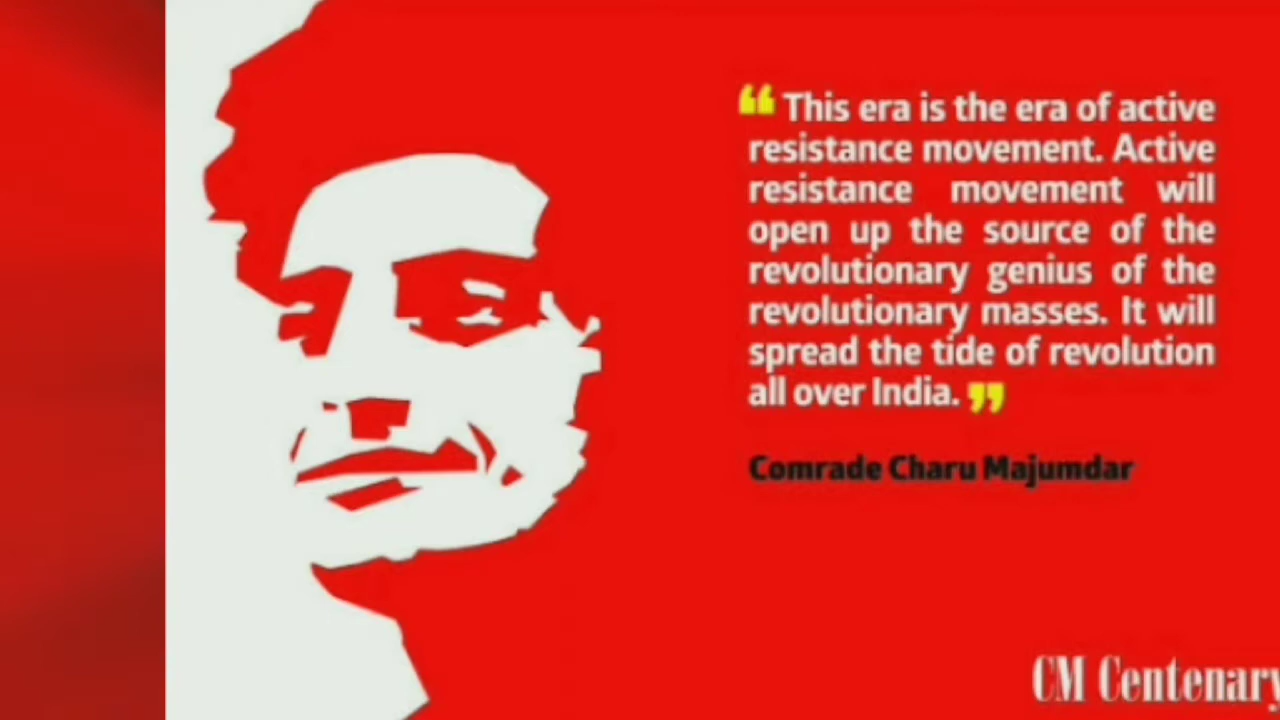 “ This era is the era of active
resistance movement. Active
resistance movement will
open up the source of the
revolutionary genius of the
revolutionary masses. It will
spread the tide of revolution
all over India. ”
Comrade Charu Majumdar
CM Centenary